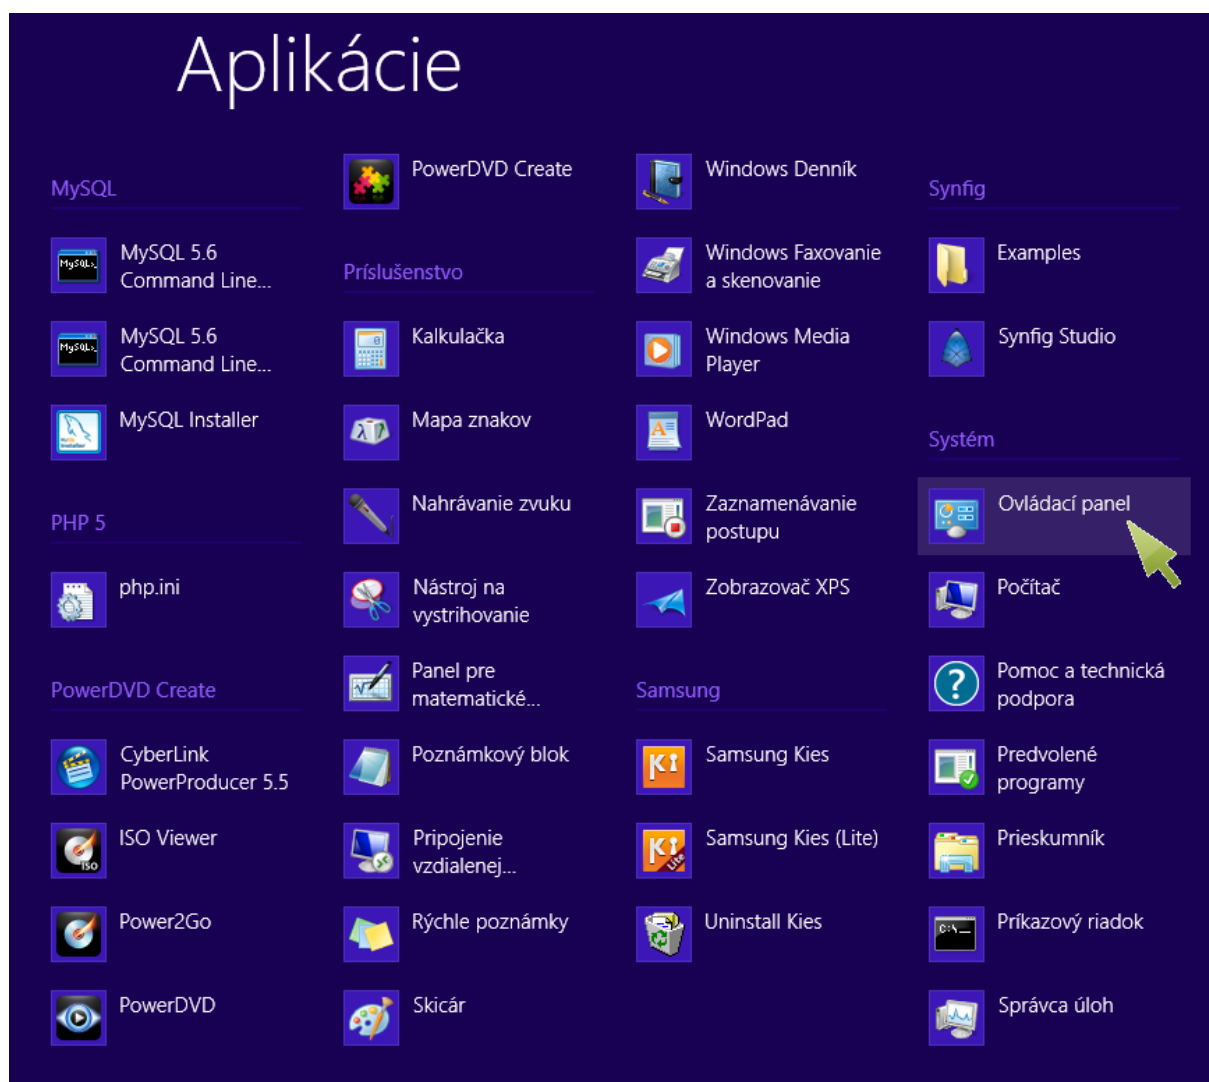 Aplikácie
MySQL
MySQL 5.6
Command Line...
MySQL 5.6
Command Line...
MySQL Installer
PHP 5
php.ini
PowerDVD Create
CyberLink
PowerProducer 5.5
ISO Viewer
Power2Go
PowerDVD
PowerDVD Create
Príslušenstvo
Kalkulačka
Mapa znakov
Nahrávanie zvuku
Nástroj na
vystrihovanie
Panel pre
matematické...
Poznámkový blok
Pripojenie
vzdialenej...
Rýchle poznámky
Skicár
Windows Denník
Windows Faxovanie
a skenovanie
Windows Media
Player
WordPad
Zaznamenávanie
postupu
Zobrazovač XPS
Samsung
Samsung Kies
Samsung Kies (Lite)
Uninstall Kies
Synfig
Examples
Synfig Studio
Systém
Ovládací panel
Počítač
Pomoc a technická
podpora
Predvolené
programy
Prieskumník
Príkazový riadok
Správca úloh